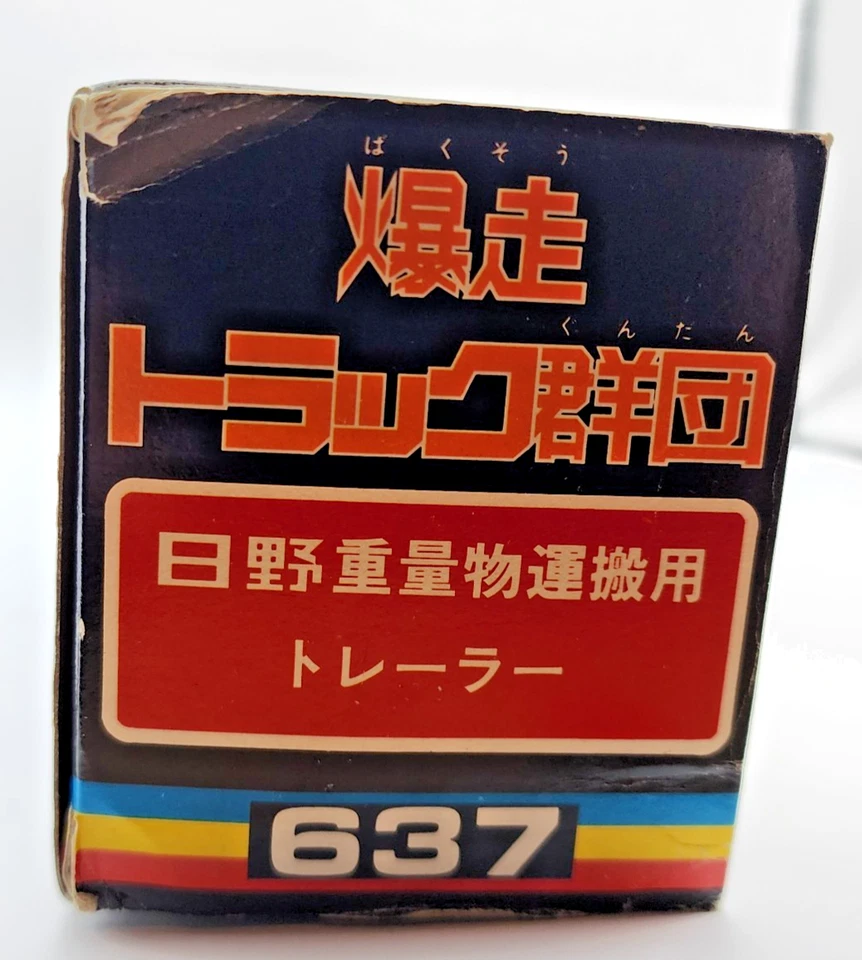 ばくそう
爆走
ぐんだん
トラック群団
日野重量物運搬用
トレーラー
637